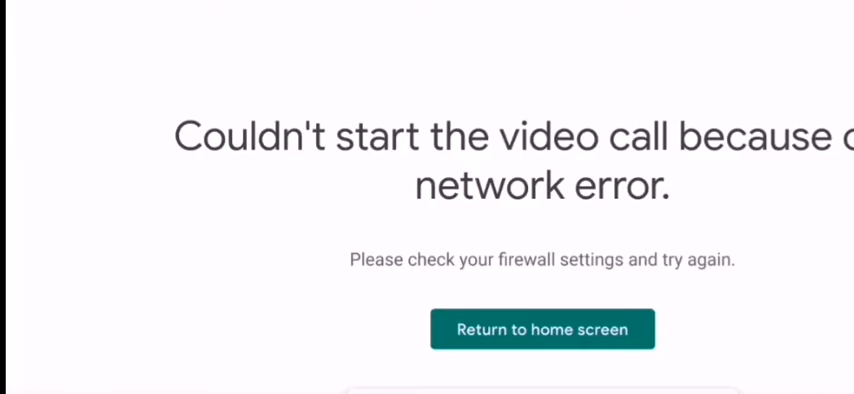 Couldn't start the video call because
network error.
Please check your firewall settings and try again.
Return to home screen